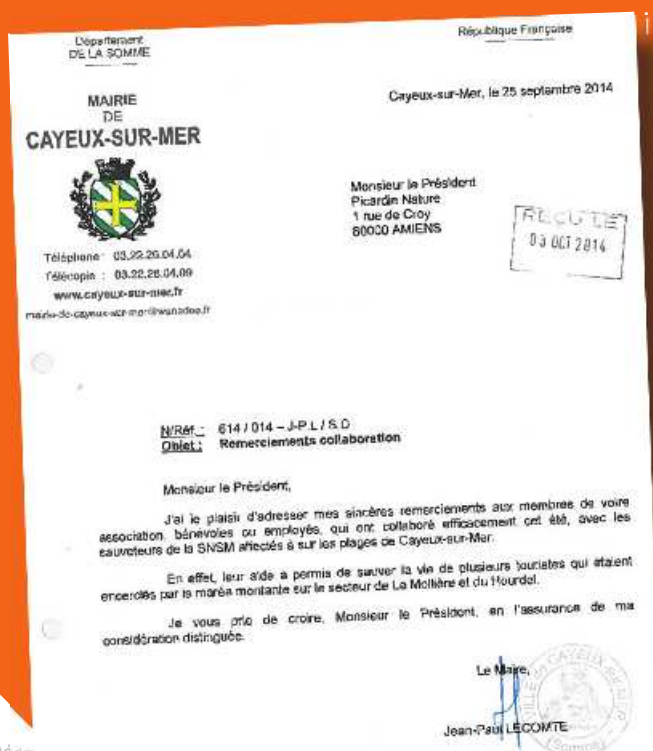 Département
DE LA SOMME
République Française
MAIRIE
DE
CAYEUX-SUR-MER
Cayeux-sur-Mer, le 25 septembre 2014
Monsieur le Président
Picardie Nature
1 rue de Croy
80000 AMIENS
REÇU LE
03 OCT 2014
Téléphone : 03.22.26.04.04
Télécopie : 03.22.26.04.09
www.cayeux-sur-mer.fr
mairie-de-cayeux-sur-mer@wanadoo.fr
N/Réf. : 614 / 014 – J-P.L / S.D
Objet : Remerciements collaboration
Monsieur le Président,
J'ai le plaisir d'adresser mes sincères remerciements aux membres de votre
association, bénévoles ou employés, qui ont collaboré efficacement cet été, avec les
sauveteurs de la SNSM affectés à sur les plages de Cayeux-sur-Mer.
En effet, leur aide a permis de sauver la vie de plusieurs touristes qui étaient
encerclés par la marée montante sur le secteur de La Mollière et du Hourdel.
Je vous prie de croire, Monsieur le Président, en l'assurance de ma
considération distinguée.
Le Maire,
Jean-Paul LECOMTE